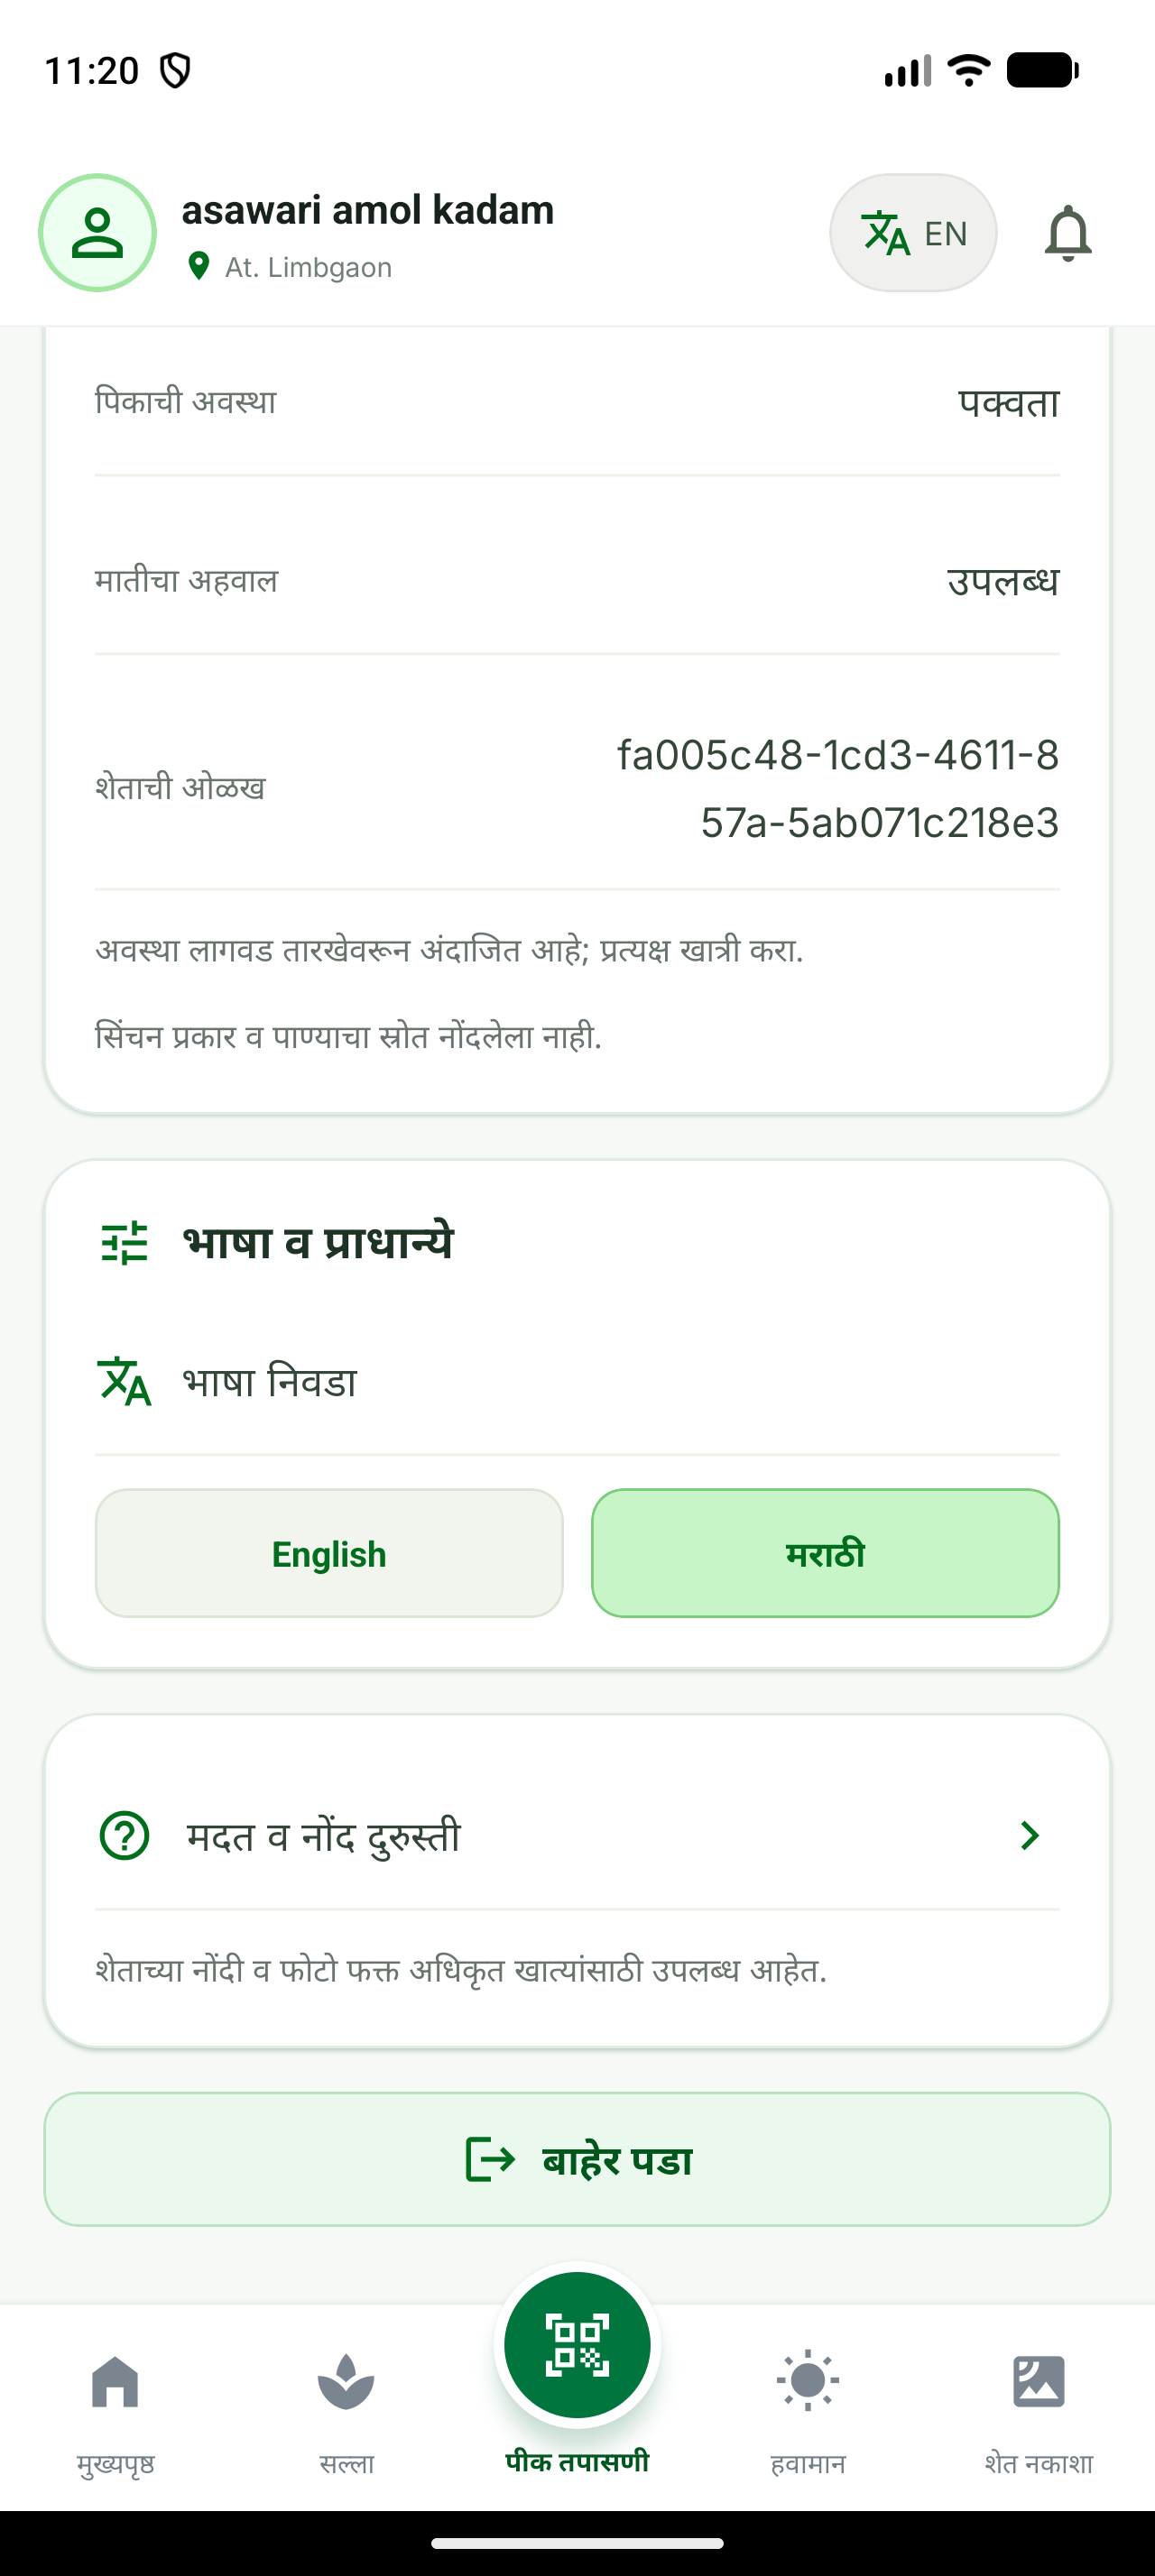 11:20
asawari amol kadam
EN
At. Limbgaon
पिकाची अवस्था
पक्वता
मातीचा अहवाल
उपलब्ध
शेताची ओळख
fa005c48-1cd3-4611-8
57a-5ab071c218e3
अवस्था लागवड तारखेवरून अंदाजित आहे; प्रत्यक्ष खात्री करा.
सिंचन प्रकार व पाण्याचा स्रोत नोंदलेला नाही.
भाषा व प्राधान्ये
भाषा निवडा
English
मराठी
मदत व नोंद दुरुस्ती
शेताच्या नोंदी व फोटो फक्त अधिकृत खात्यांसाठी उपलब्ध आहेत.
बाहेर पडा
मुख्यपृष्ठ
सल्ला
पीक तपासणी
हवामान
शेत नकाशा